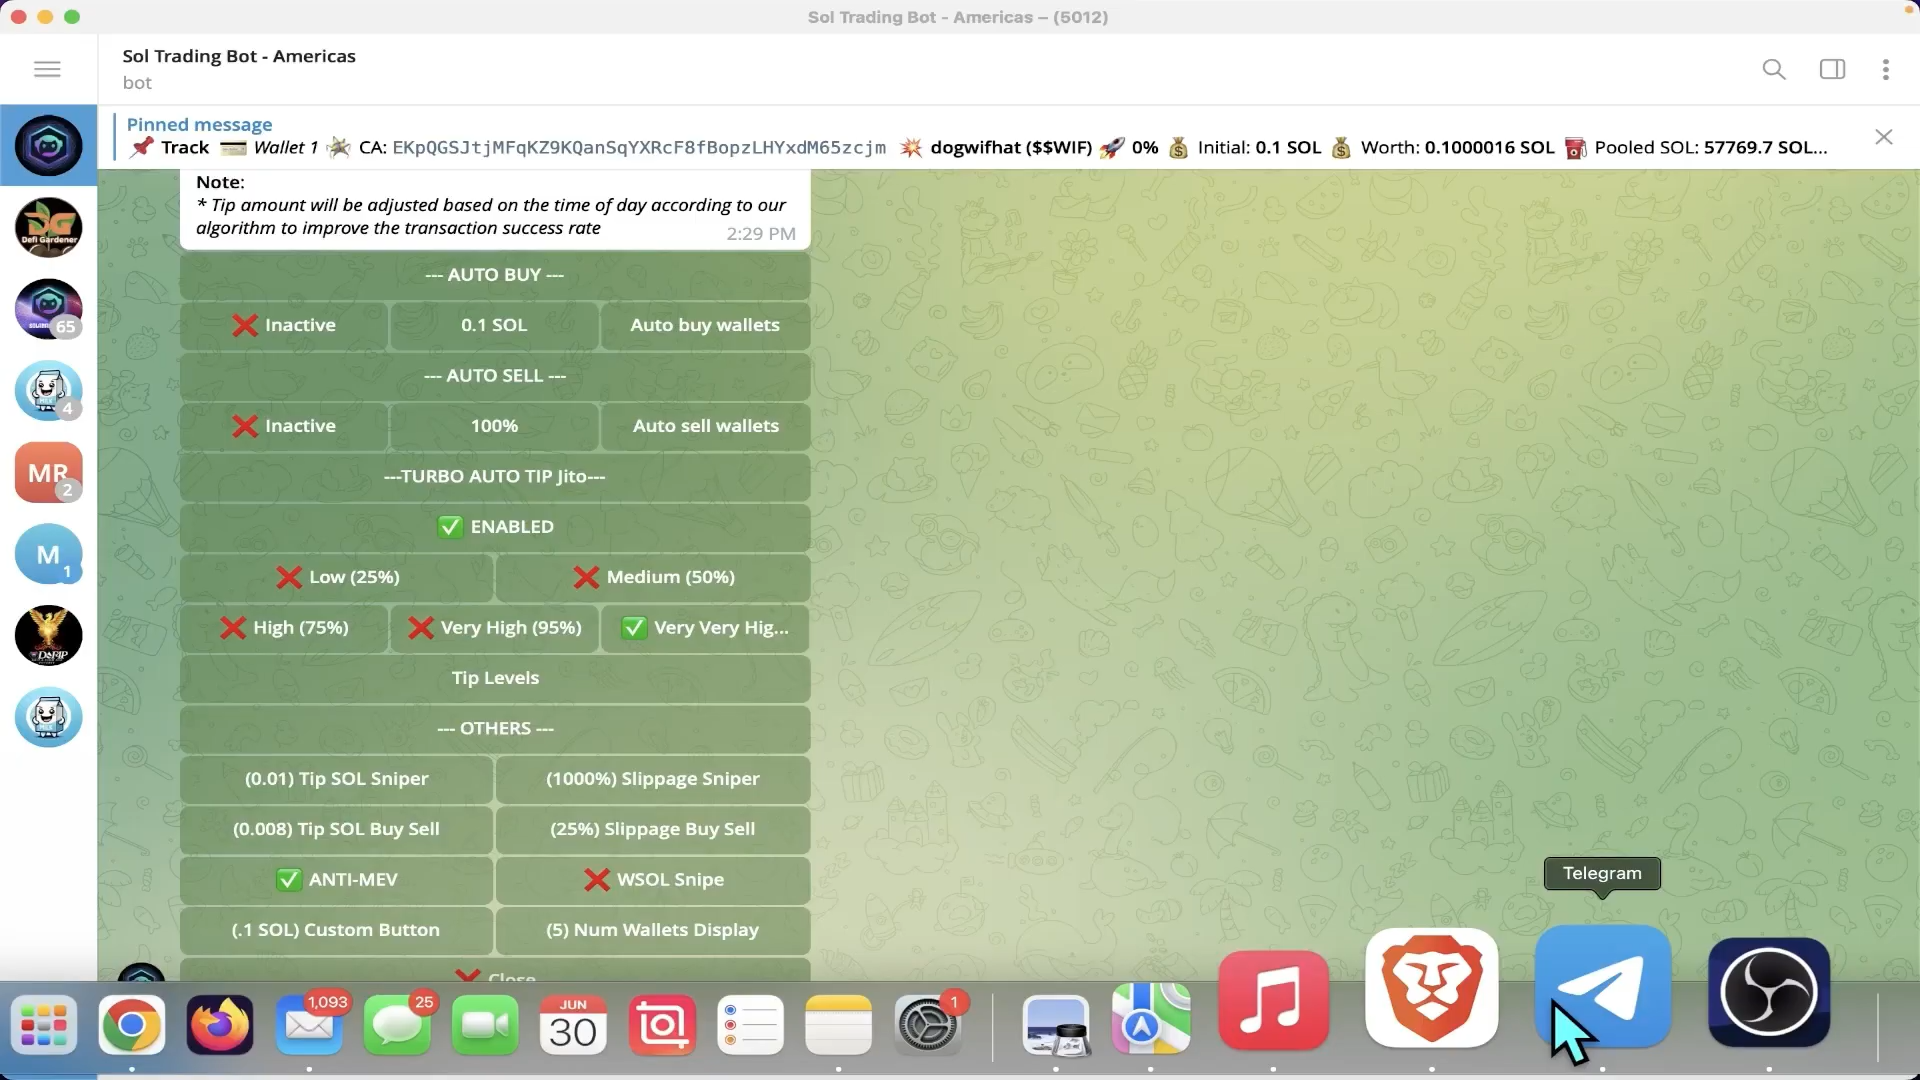 Sol Trading Bot - Americas – (5012)
Sol Trading Bot - Americas
bot
Pinned message
Track Wallet 1 CA: EKpQGSJtjMFqKZ9KQanSqYXRcF8fBopzLHYxdM65zcjm dogwifhat ($$WIF) 0% Initial: 0.1 SOL Worth: 0.1000016 SOL Pooled SOL: 57769.7 SOL...
Note:
* Tip amount will be adjusted based on the time of day according to our
algorithm to improve the transaction success rate
2:29 PM
--- AUTO BUY ---
❌ Inactive 0.1 SOL Auto buy wallets
--- AUTO SELL ---
❌ Inactive 100% Auto sell wallets
---TURBO AUTO TIP Jito---
✅ ENABLED
❌ Low (25%) ❌ Medium (50%)
❌ High (75%) ❌ Very High (95%) ✅ Very Very Hig...
Tip Levels
--- OTHERS ---
(0.01) Tip SOL Sniper (1000%) Slippage Sniper
(0.008) Tip SOL Buy Sell (25%) Slippage Buy Sell
✅ ANTI-MEV ❌ WSOL Snipe
(.1 SOL) Custom Button (5) Num Wallets Display
❌ Close
Defi Gardener
65
4
MR
2
M
1
Telegram
1,093
25
JUN
30
1